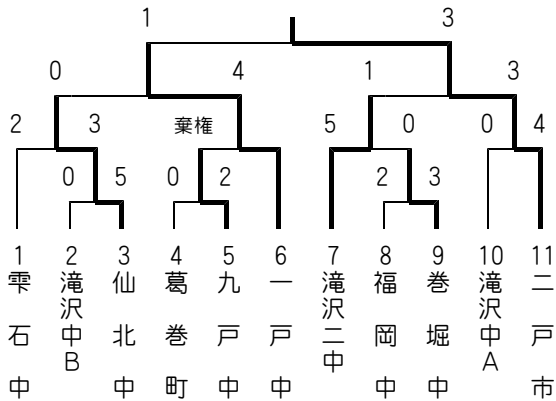 1 3
0 4 1 3
2 3 棄権 5 0 0 4
0 5 0 2 2 3
1 2 3 4 5 6 7 8 9 10 11
雫石中
滝沢中B
仙北中
葛巻町
九戸中
一戸中
滝沢二中
福岡中
巻堀中
滝沢中A
二戸市